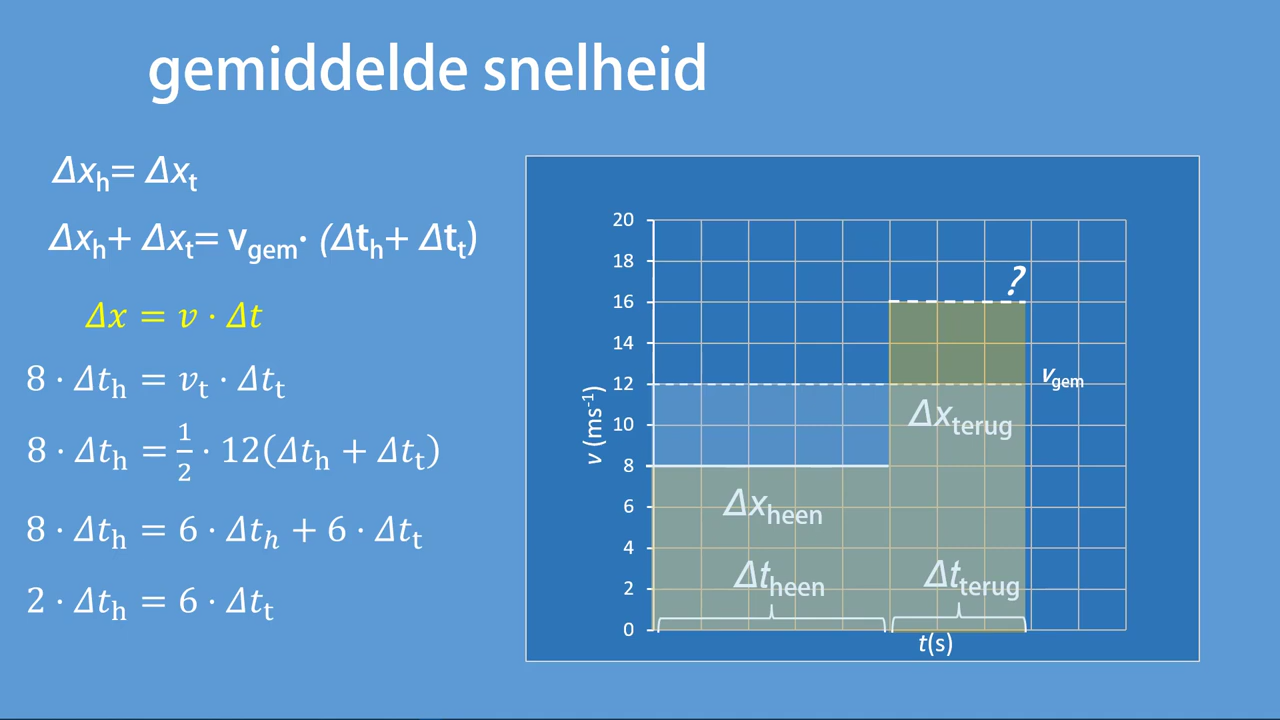 gemiddelde snelheid
Δxh= Δxt
Δxh+ Δxt= vgem· (Δth+ Δtt)
Δx = v · Δt
8 · Δth = vt · Δtt
8 · Δth = 1/2 · 12(Δth + Δtt)
8 · Δth = 6 · Δth + 6 · Δtt
2 · Δth = 6 · Δtt
20
18
16
14
12
10
8
6
4
2
0
v (ms-1)
?
vgem
Δxterug
Δxheen
Δtheen
Δtterug
t(s)